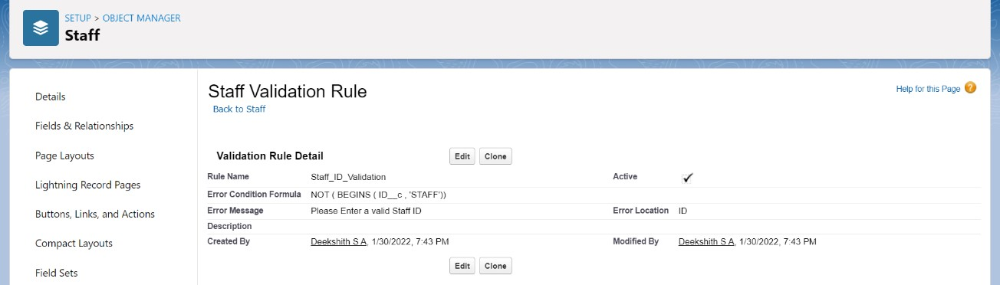 SETUP > OBJECT MANAGER
Staff
Details
Fields & Relationships
Page Layouts
Lightning Record Pages
Buttons, Links, and Actions
Compact Layouts
Field Sets
Staff Validation Rule
Help for this Page ?
Back to Staff
Validation Rule Detail Edit Clone
Rule Name Staff_ID_Validation Active
Error Condition Formula NOT ( BEGINS ( ID__c , 'STAFF'))
Error Message Please Enter a valid Staff ID Error Location ID
Description
Created By Deekshith S A, 1/30/2022, 7:43 PM Modified By Deekshith S A, 1/30/2022, 7:43 PM
Edit Clone